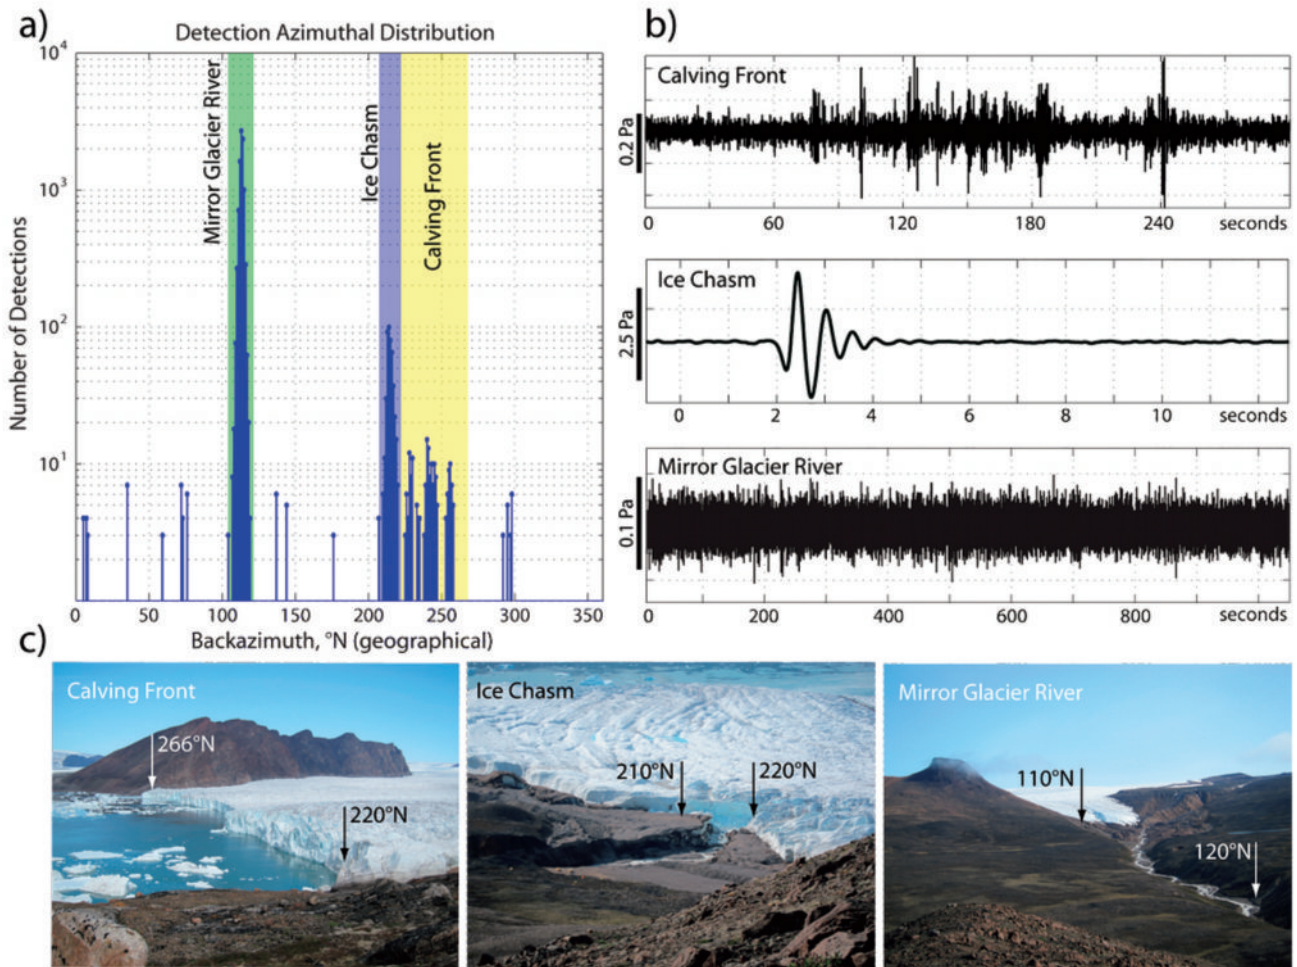 a)
Detection Azimuthal Distribution
10^4
10^3
10^2
10^1
Number of Detections
Mirror Glacier River
Ice Chasm
Calving Front
0 50 100 150 200 250 300 350
Backazimuth, °N (geographical)
b)
Calving Front
0.2 Pa
0 60 120 180 240 seconds
Ice Chasm
2.5 Pa
0 2 4 6 8 10 seconds
Mirror Glacier River
0.1 Pa
0 200 400 600 800 seconds
c)
Calving Front
266°N
220°N
Ice Chasm
210°N
220°N
Mirror Glacier River
110°N
120°N